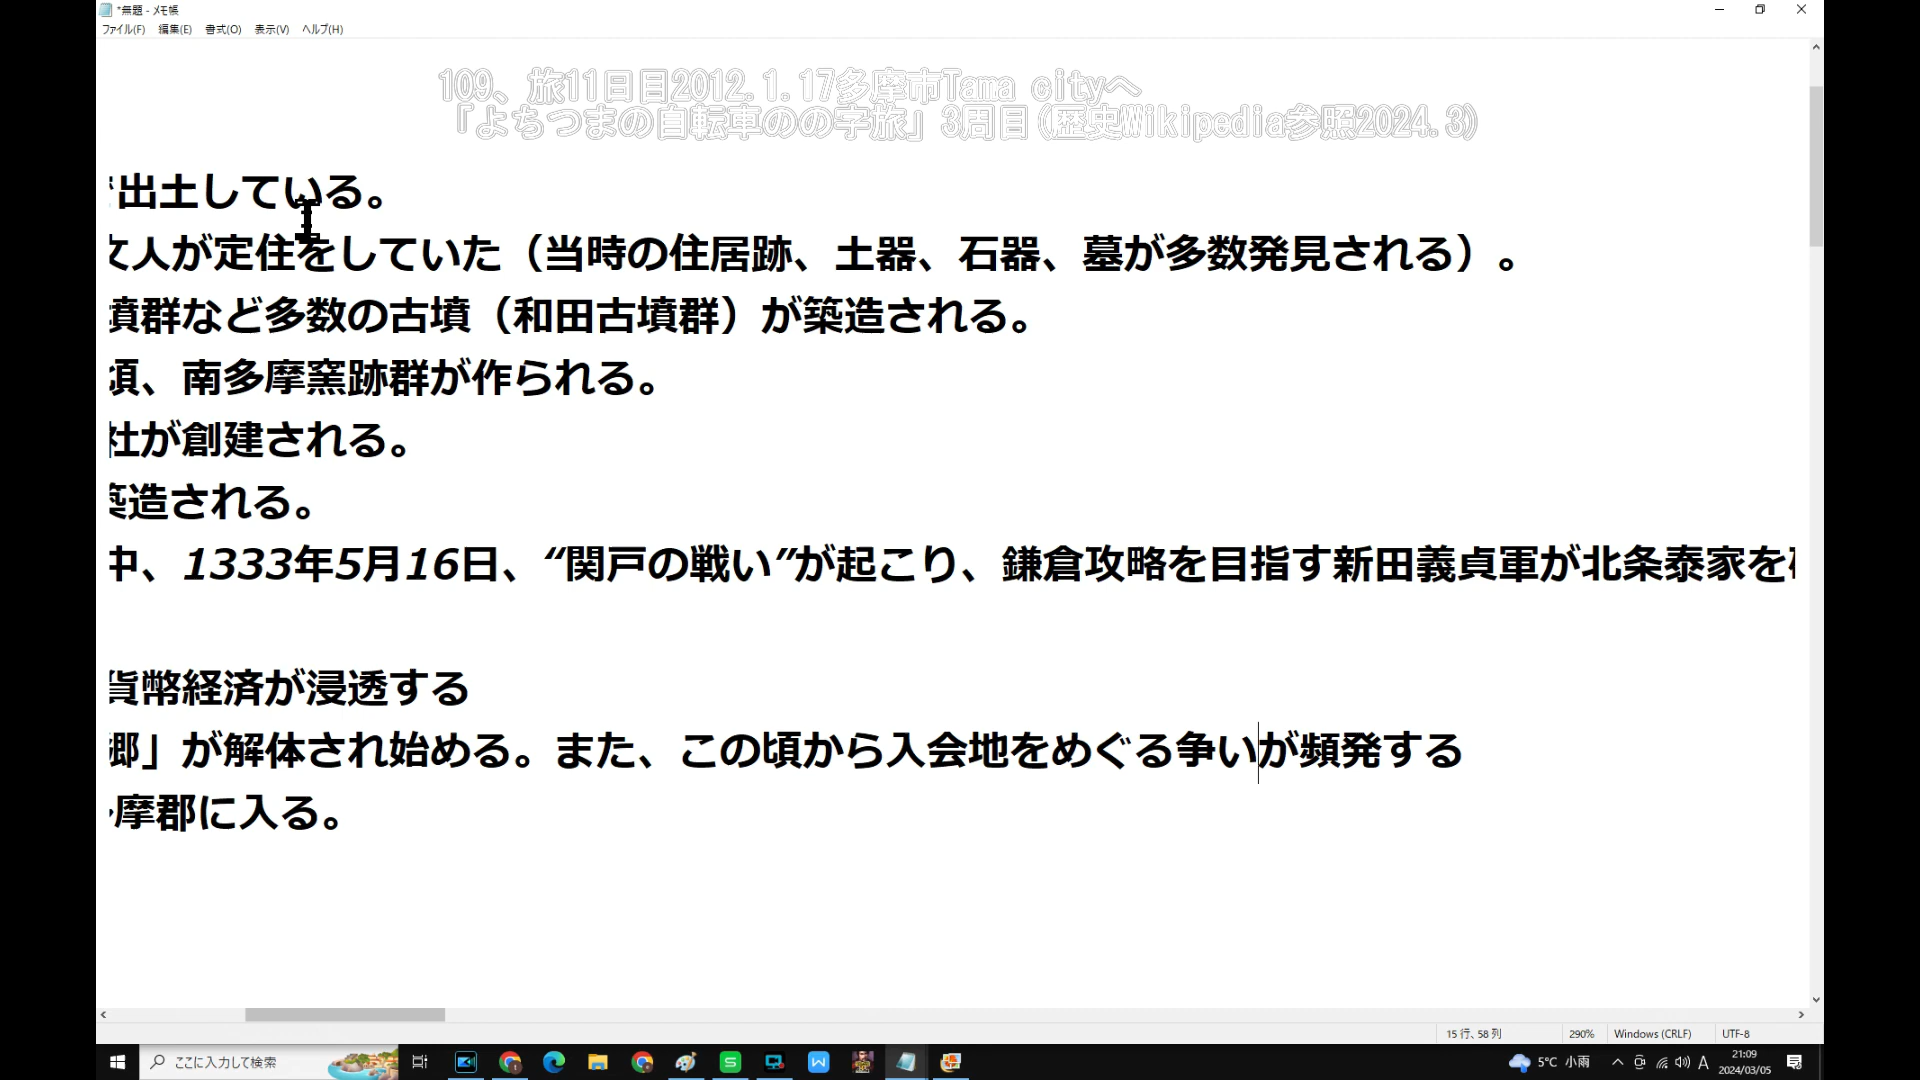 *無題 - メモ帳
ファイル(F) 編集(E) 書式(O) 表示(V) ヘルプ(H)
109、旅11日目2012.1.17多摩市Tama cityへ
「よちつまの自転車のの字旅」3周目(歴史Wikipedia参照2024.3)
出土している。
文人が定住をしていた（当時の住居跡、土器、石器、墓が多数発見される）。
墳群など多数の古墳（和田古墳群）が築造される。
頃、南多摩窯跡群が作られる。
社が創建される。
築造される。
中、1333年5月16日、“関戸の戦い”が起こり、鎌倉攻略を目指す新田義貞軍が北条泰家を
貨幣経済が浸透する
郷」が解体され始める。また、この頃から入会地をめぐる争いが頻発する
摩郡に入る。
15 行、58 列 290% Windows (CRLF) UTF-8
ここに入力して検索
5°C 小雨
A
21:09
2024/03/05